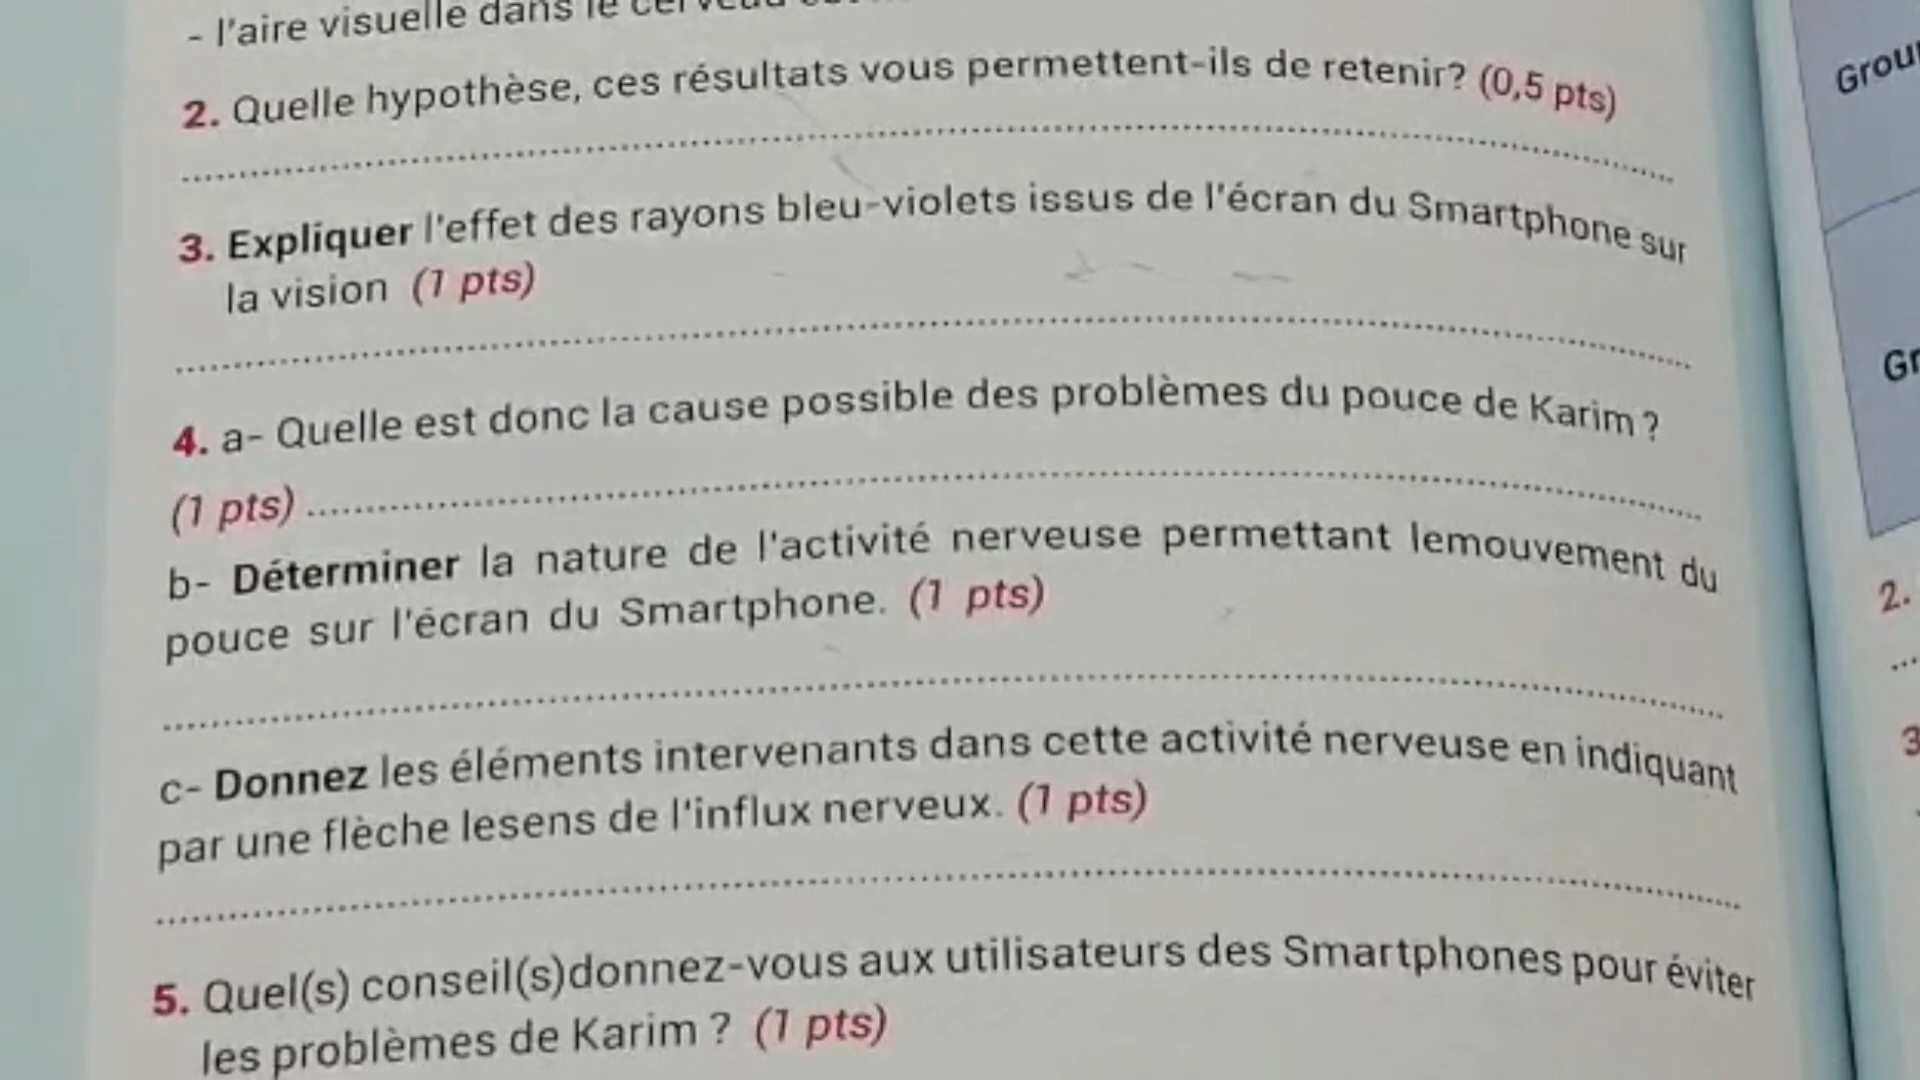 - l'aire visuelle dans le cerveau
2. Quelle hypothèse, ces résultats vous permettent-ils de retenir? (0,5 pts)
3. Expliquer l'effet des rayons bleu-violets issus de l'écran du Smartphone sur
la vision (1 pts)
4. a- Quelle est donc la cause possible des problèmes du pouce de Karim ?
(1 pts)
b- Déterminer la nature de l'activité nerveuse permettant lemouvement du
pouce sur l'écran du Smartphone. (1 pts)
c- Donnez les éléments intervenants dans cette activité nerveuse en indiquant
par une flèche lesens de l'influx nerveux. (1 pts)
5. Quel(s) conseil(s)donnez-vous aux utilisateurs des Smartphones pour éviter
les problèmes de Karim ? (1 pts)
2.
3